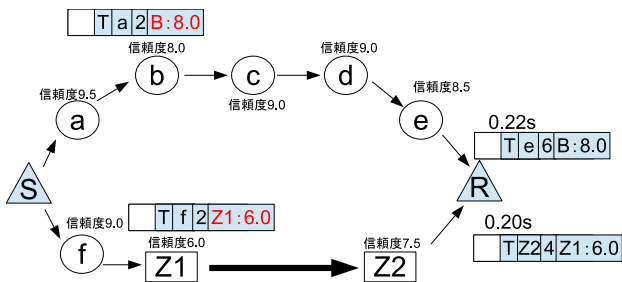 T a 2 B:8.0
信頼度8.0
信頼度9.0
b
c
d
信頼度9.5
信頼度9.0
信頼度8.5
a
e
0.22s
T e 6 B:8.0
S
R
T f 2 Z1:6.0
信頼度9.0
0.20s
f
信頼度6.0
信頼度7.5
Z1
Z2
T Z2 4 Z1:6.0